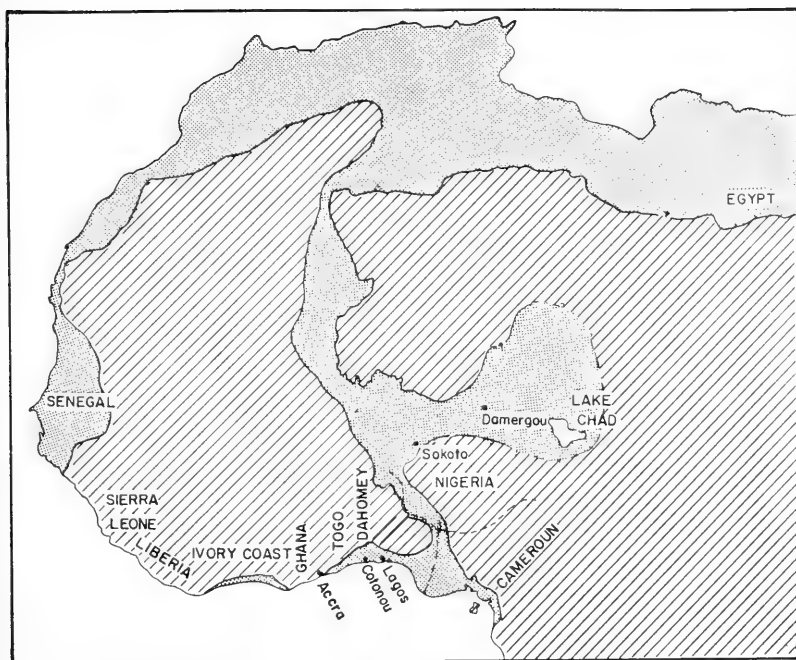 EGYPT
SENEGAL
LAKE
CHAD
Damergou
Sokoto
NIGERIA
SIERRA
LEONE
LIBERIA
IVORY COAST
GHANA
TOGO
DAHOMEY
CAMEROUN
Accra
Cotonou
Lagos